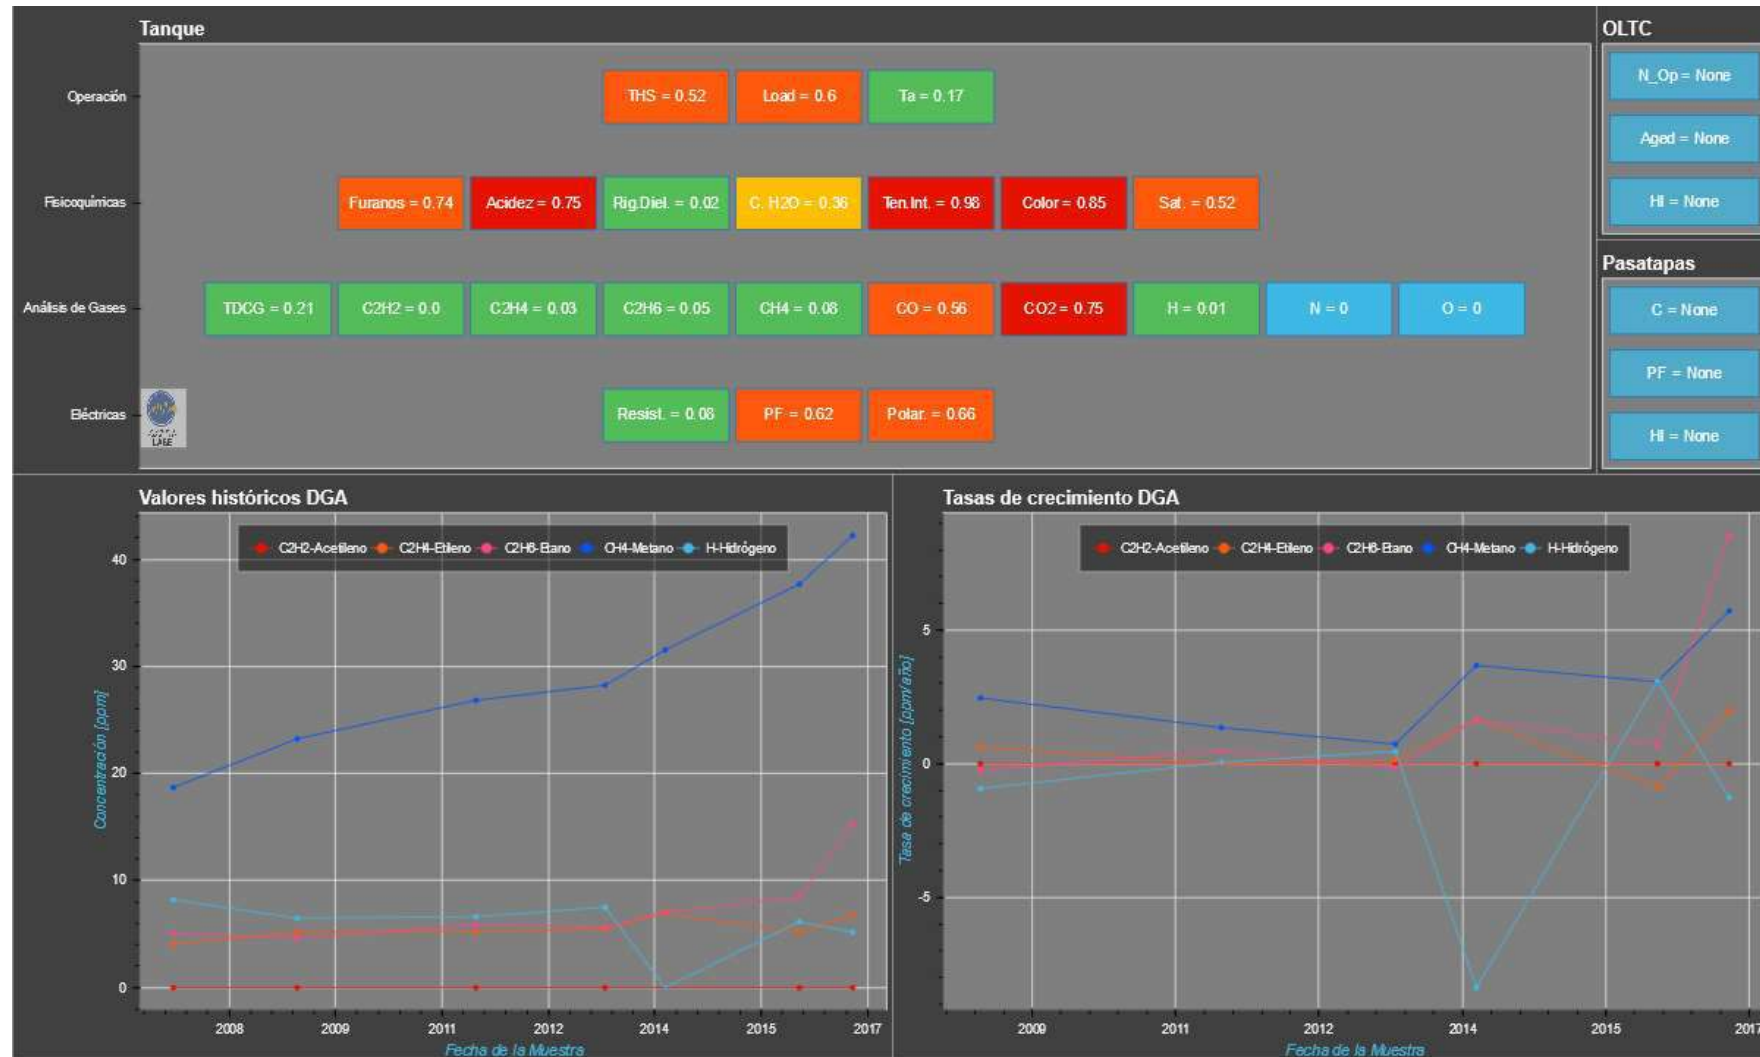 Tanque
OLTC
Operación
THS = 0.52
Load = 0.6
Ta = 0.17
N_Op = None
Aged = None
HI = None
Fisicoquímicas
Furanos = 0.74
Acidez = 0.75
Rig.Diel. = 0.02
C. H2O = 0.36
Ten.Int. = 0.98
Color = 0.85
Sat. = 0.52
Pasatapas
Análisis de Gases
TDCG = 0.21
C2H2 = 0.0
C2H4 = 0.03
C2H6 = 0.05
CH4 = 0.08
CO = 0.56
CO2 = 0.75
H = 0.01
N = 0
O = 0
C = None
PF = None
HI = None
Eléctricas
LABE
Resist. = 0.08
PF = 0.62
Polar. = 0.66
Valores históricos DGA
C2H2-Acetileno
C2H4-Etileno
C2H6-Etano
CH4-Metano
H-Hidrógeno
40
30
20
10
0
Concentración [ppm]
2008
2009
2011
2012
2014
2015
2017
Fecha de la Muestra
Tasas de crecimiento DGA
C2H2-Acetileno
C2H4-Etileno
C2H6-Etano
CH4-Metano
H-Hidrógeno
5
0
-5
Tasa de crecimiento [ppm/año]
2009
2011
2012
2014
2015
2017
Fecha de la Muestra